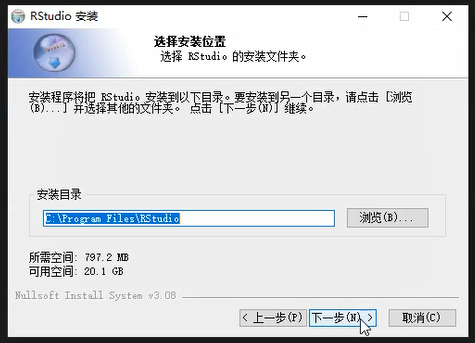 RStudio 安装
选择安装位置
选择 RStudio 的安装文件夹。
安装程序将把 RStudio 安装到以下目录。要安装到另一个目录，请点击 [浏览
(B)...] 并选择其他的文件夹。 点击 [下一步(N)] 继续。
安装目录
C:\Program Files\RStudio
浏览(B)...
所需空间: 797.2 MB
可用空间: 20.1 GB
Nullsoft Install System v3.08
< 上一步(P) 下一步(N) > 取消(C)